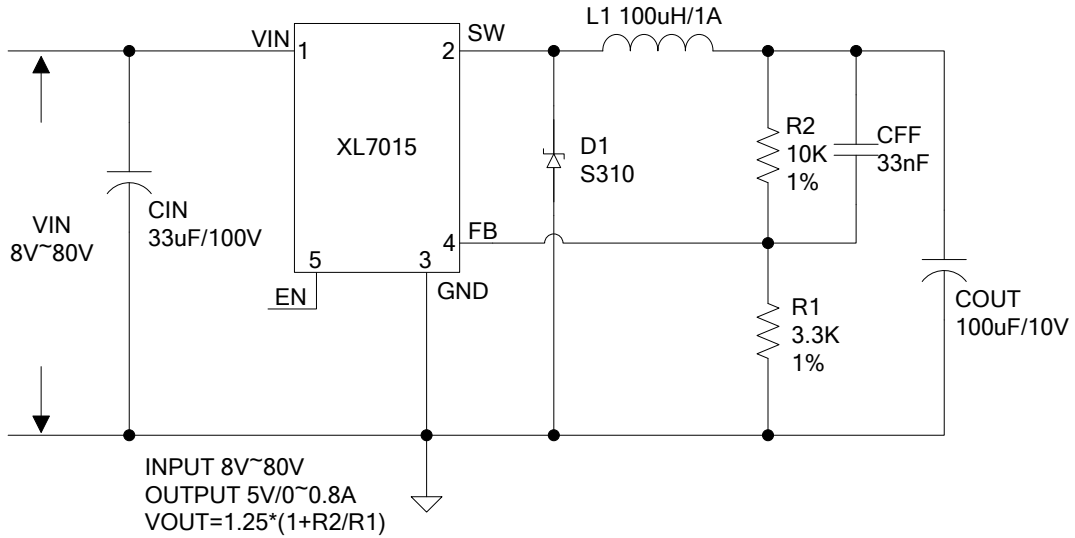 L1 100uH/1A
VIN
1
2
SW
XL7015
R2
10K
1%
CFF
33nF
D1
S310
VIN
8V~80V
CIN
33uF/100V
4
FB
5
3
EN
GND
R1
3.3K
1%
COUT
100uF/10V
INPUT 8V~80V
OUTPUT 5V/0~0.8A
VOUT=1.25*(1+R2/R1)